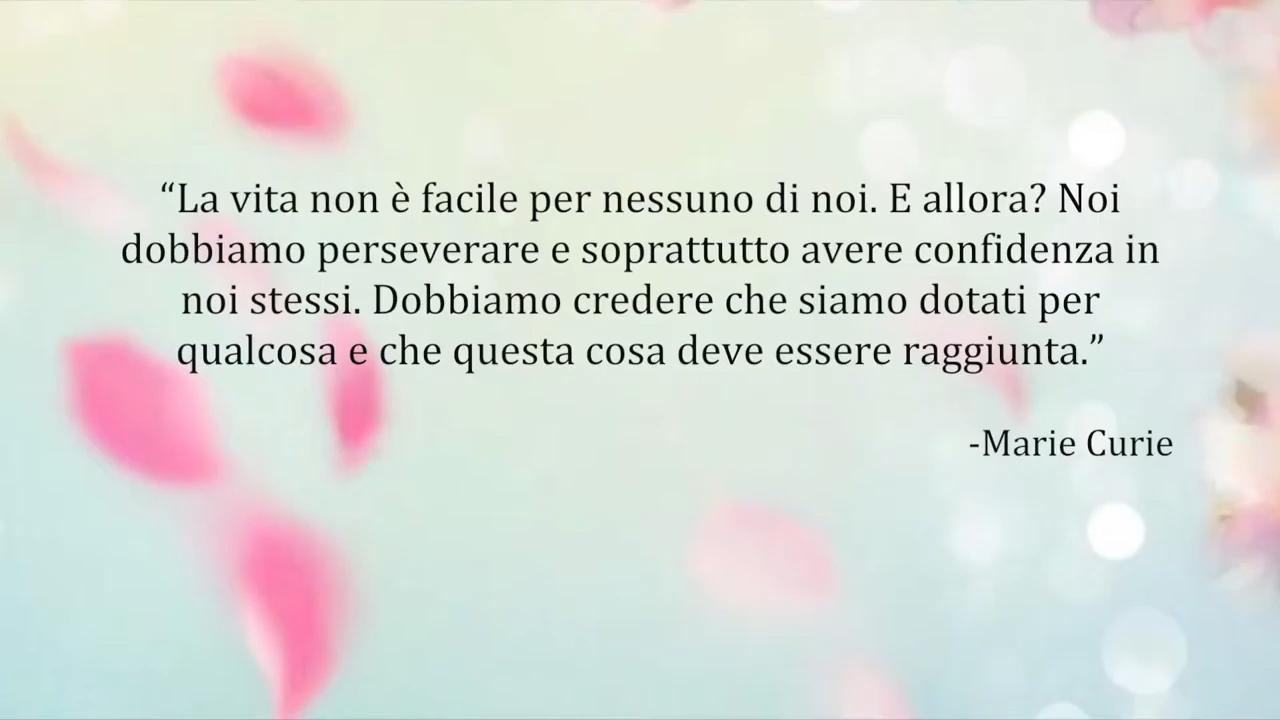 “La vita non è facile per nessuno di noi. E allora? Noi
dobbiamo perseverare e soprattutto avere confidenza in
noi stessi. Dobbiamo credere che siamo dotati per
qualcosa e che questa cosa deve essere raggiunta.”
-Marie Curie